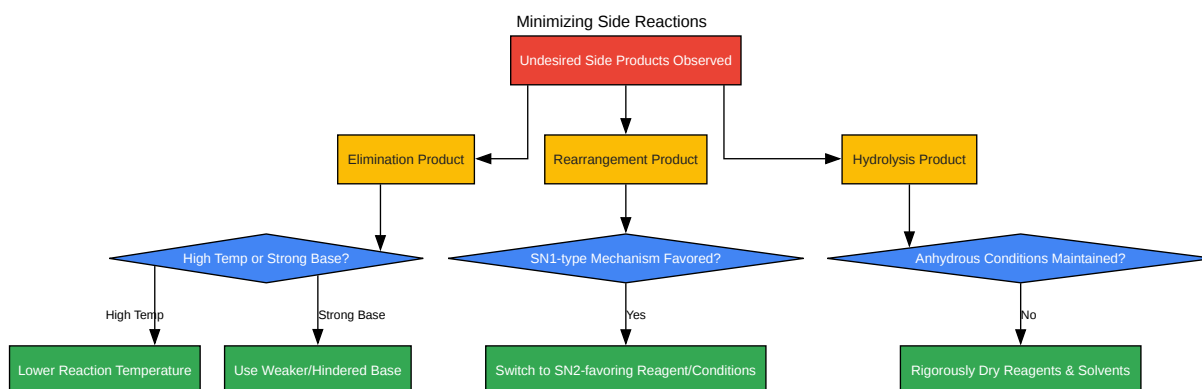 Minimizing Side Reactions
Undesired Side Products Observed
Elimination Product
Rearrangement Product
Hydrolysis Product
High Temp or Strong Base?
SN1-type Mechanism Favored?
Anhydrous Conditions Maintained?
High Temp
Strong Base
Yes
No
Lower Reaction Temperature
Use Weaker/Hindered Base
Switch to SN2-favoring Reagent/Conditions
Rigorously Dry Reagents & Solvents